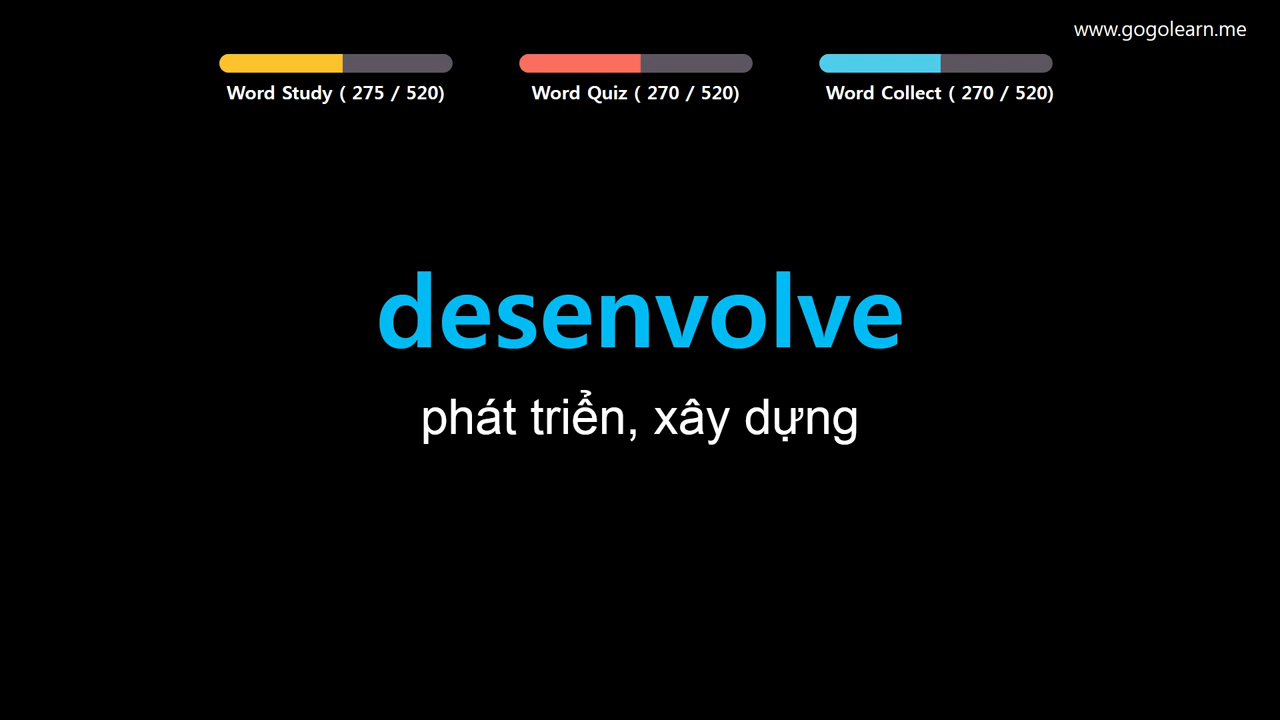 www.gogolearn.me
Word Study ( 275 / 520)
Word Quiz ( 270 / 520)
Word Collect ( 270 / 520)
desenvolve
phát triển, xây dựng